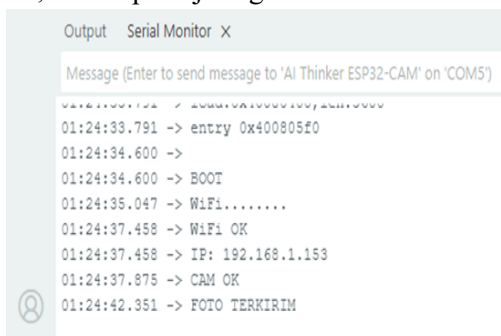 Output Serial Monitor X
Message (Enter to send message to 'AI Thinker ESP32-CAM' on 'COM5')
01:24:33.791 -> entry 0x400805f0
01:24:34.600 ->
01:24:34.600 -> BOOT
01:24:35.047 -> WiFi........
01:24:37.458 -> WiFi OK
01:24:37.458 -> IP: 192.168.1.153
01:24:37.875 -> CAM OK
01:24:42.351 -> FOTO TERKIRIM